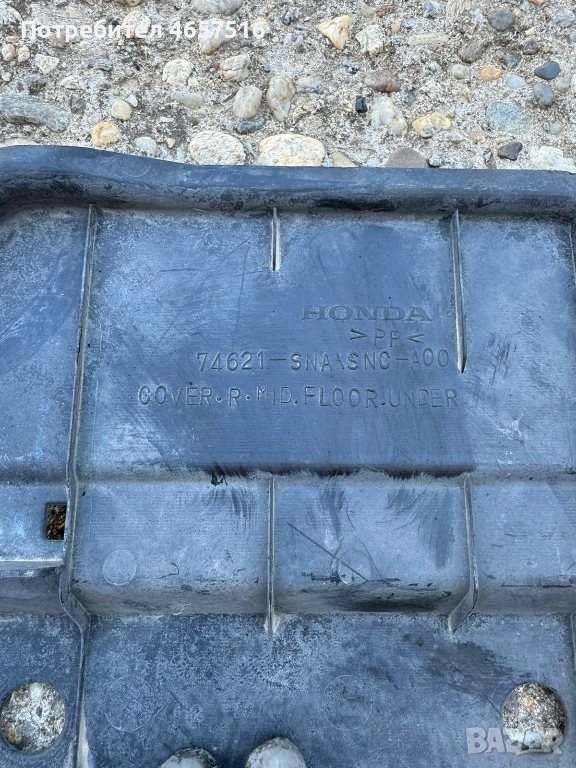 Потребител 4657516
HONDA
>PP<
74621-SNA\SNC-A00
COVER·R·MID.FLOOR.UNDER
BAZAR